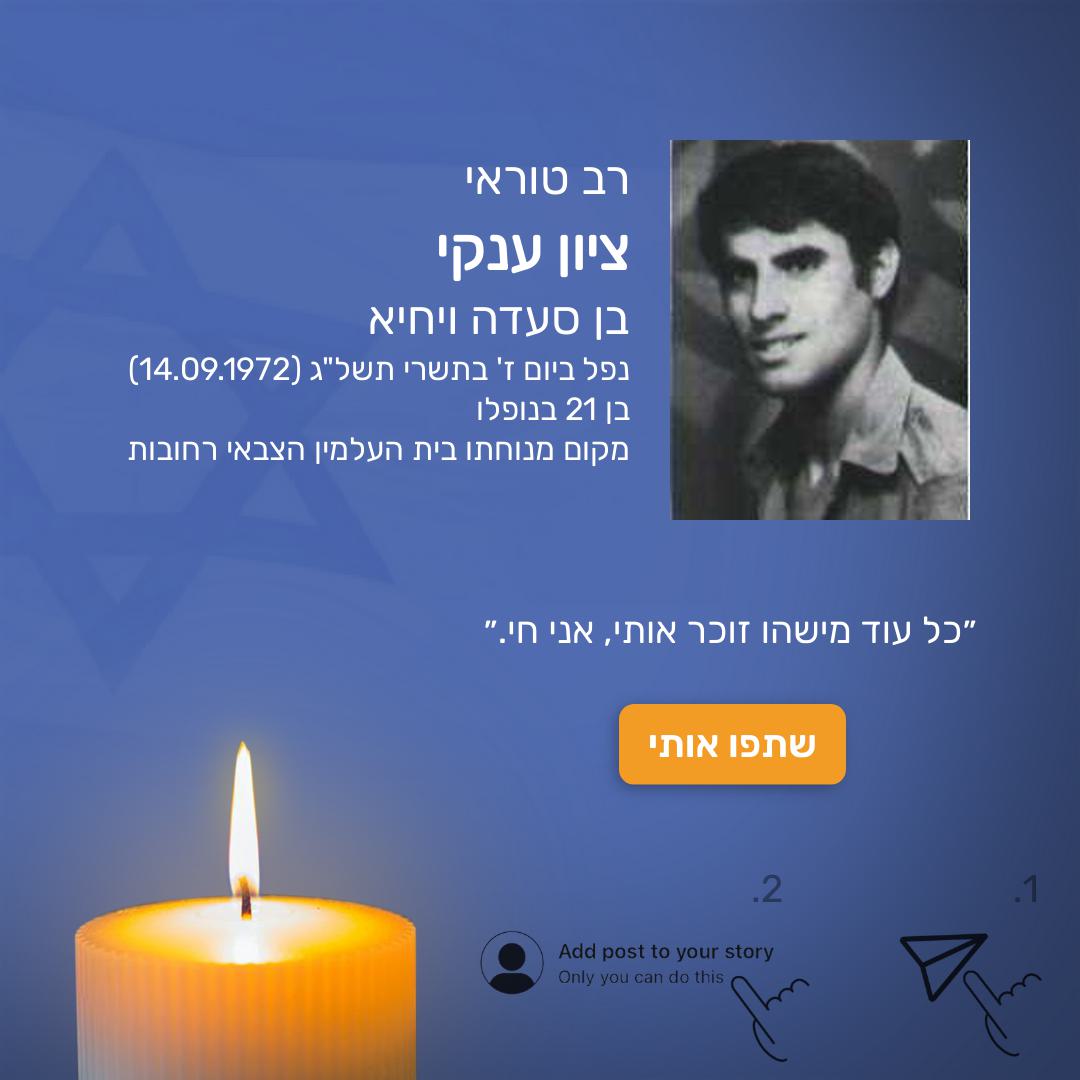 רב טוראי
ציון ענקי
בן סעדה ויחיא
נפל ביום ז' בתשרי תשל"ג (14.09.1972)
בן 21 בנופלו
מקום מנוחתו בית העלמין הצבאי רחובות
״כל עוד מישהו זוכר אותי, אני חי.״
שתפו אותי
1.
2.
Add post to your story
Only you can do this